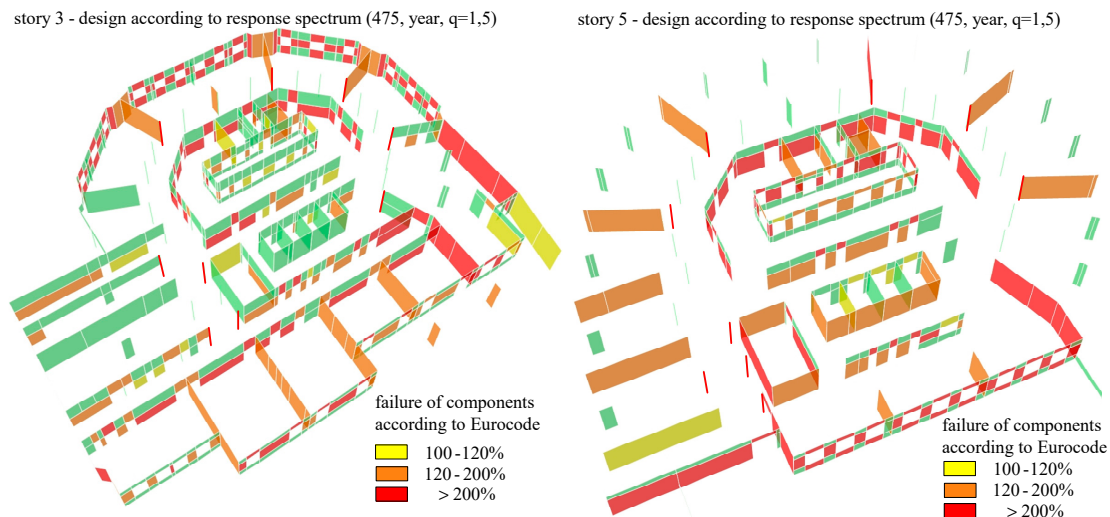 story 3 - design according to response spectrum (475, year, q=1,5)
story 5 - design according to response spectrum (475, year, q=1,5)
failure of components
according to Eurocode
100 - 120%
120 - 200%
> 200%
failure of components
according to Eurocode
100 - 120%
120 - 200%
> 200%